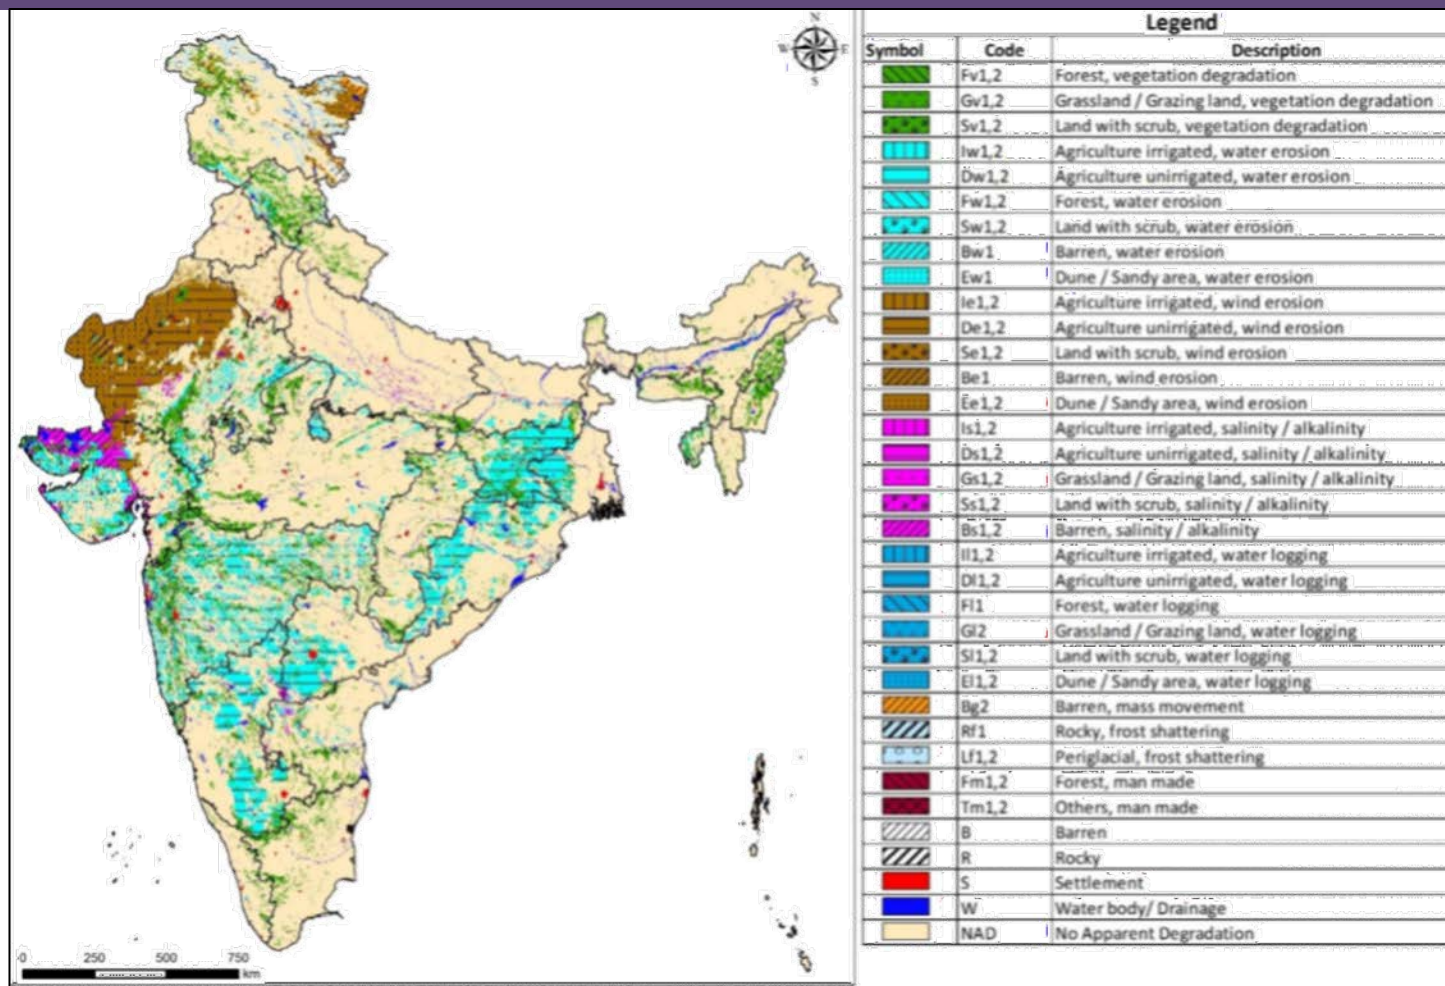 N
W E
S
0 250 500 750
km
Legend
Symbol Code Description
Fv1,2 Forest, vegetation degradation
Gv1,2 Grassland / Grazing land, vegetation degradation
Sv1,2 Land with scrub, vegetation degradation
Iw1,2 Agriculture irrigated, water erosion
Dw1,2 Agriculture unirrigated, water erosion
Fw1,2 Forest, water erosion
Sw1,2 Land with scrub, water erosion
Bw1 Barren, water erosion
Ew1 Dune / Sandy area, water erosion
Ie1,2 Agriculture irrigated, wind erosion
De1,2 Agriculture unirrigated, wind erosion
Se1,2 Land with scrub, wind erosion
Be1 Barren, wind erosion
Ee1,2 Dune / Sandy area, wind erosion
Is1,2 Agriculture irrigated, salinity / alkalinity
Ds1,2 Agriculture unirrigated, salinity / alkalinity
Gs1,2 Grassland / Grazing land, salinity / alkalinity
Ss1,2 Land with scrub, salinity / alkalinity
Bs1,2 Barren, salinity / alkalinity
Il1,2 Agriculture irrigated, water logging
Dl1,2 Agriculture unirrigated, water logging
Fl1 Forest, water logging
Gl2 Grassland / Grazing land, water logging
Sl1,2 Land with scrub, water logging
El1,2 Dune / Sandy area, water logging
Bg2 Barren, mass movement
Rf1 Rocky, frost shattering
Lf1,2 Periglacial, frost shattering
Fm1,2 Forest, man made
Tm1,2 Others, man made
B Barren
R Rocky
S Settlement
W Water body/ Drainage
NAD No Apparent Degradation